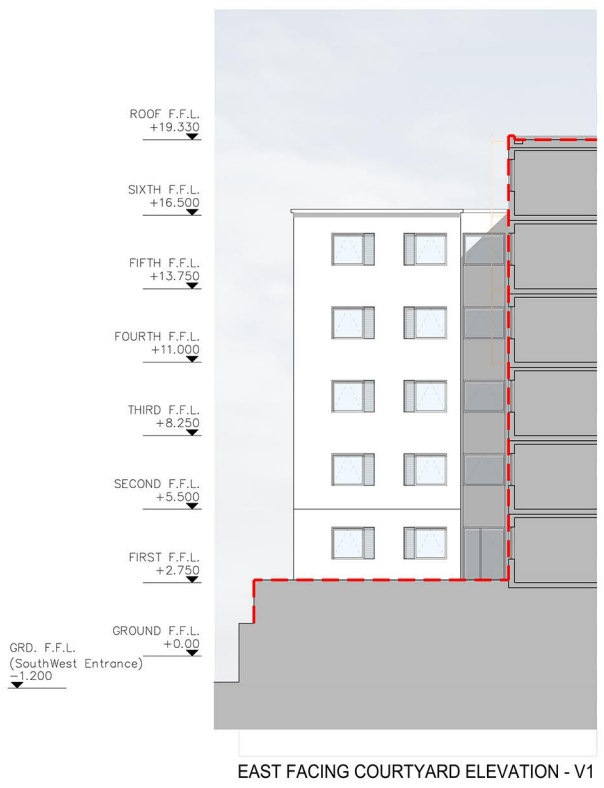 ROOF F.F.L.
+19.330
SIXTH F.F.L.
+16.500
FIFTH F.F.L.
+13.750
FOURTH F.F.L.
+11.000
THIRD F.F.L.
+8.250
SECOND F.F.L.
+5.500
FIRST F.F.L.
+2.750
GROUND F.F.L.
+0.00
GRD. F.F.L.
(SouthWest Entrance)
-1.200
EAST FACING COURTYARD ELEVATION - V1